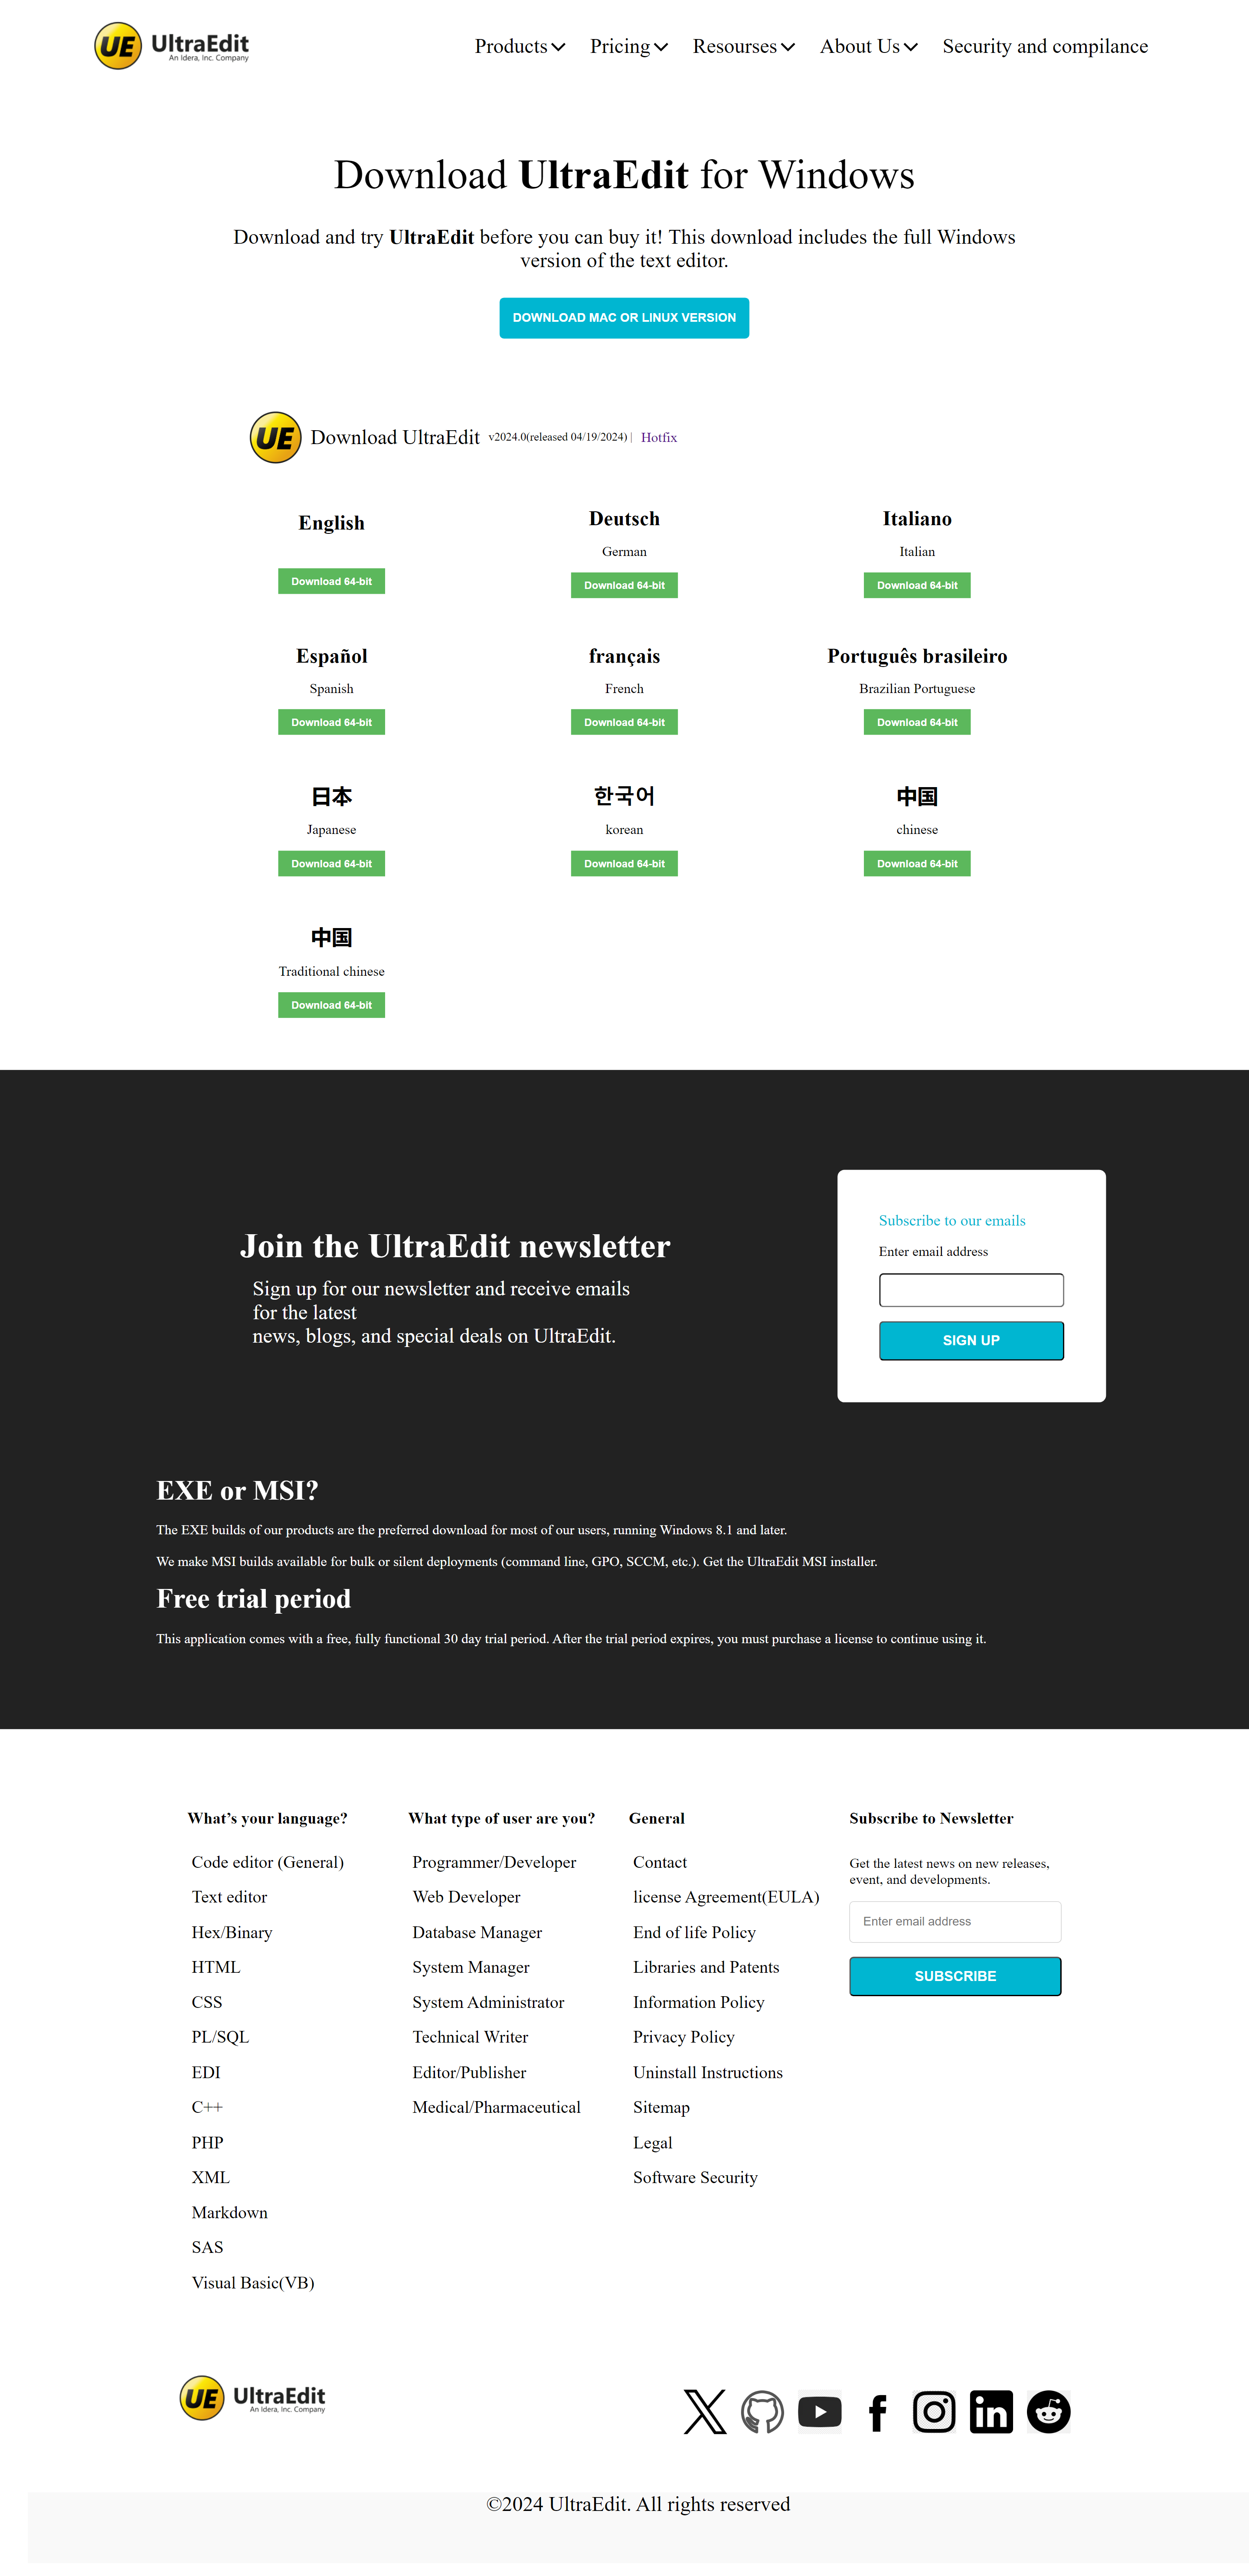 UE UltraEdit
An Idera, Inc. Company
Products Pricing Resourses About Us Security and compilance
Download UltraEdit for Windows
Download and try UltraEdit before you can buy it! This download includes the full Windows
version of the text editor.
DOWNLOAD MAC OR LINUX VERSION
UE Download UltraEdit v2024.0(released 04/19/2024) | Hotfix
English
Download 64-bit
Deutsch
German
Download 64-bit
Italiano
Italian
Download 64-bit
Español
Spanish
Download 64-bit
français
French
Download 64-bit
Português brasileiro
Brazilian Portuguese
Download 64-bit
日本
Japanese
Download 64-bit
한국어
korean
Download 64-bit
中国
chinese
Download 64-bit
中国
Traditional chinese
Download 64-bit
Join the UltraEdit newsletter
Sign up for our newsletter and receive emails
for the latest
news, blogs, and special deals on UltraEdit.
Subscribe to our emails
Enter email address
SIGN UP
EXE or MSI?
The EXE builds of our products are the preferred download for most of our users, running Windows 8.1 and later.
We make MSI builds available for bulk or silent deployments (command line, GPO, SCCM, etc.). Get the UltraEdit MSI installer.
Free trial period
This application comes with a free, fully functional 30 day trial period. After the trial period expires, you must purchase a license to continue using it.
What’s your language?
Code editor (General)
Text editor
Hex/Binary
HTML
CSS
PL/SQL
EDI
C++
PHP
XML
Markdown
SAS
Visual Basic(VB)
What type of user are you?
Programmer/Developer
Web Developer
Database Manager
System Manager
System Administrator
Technical Writer
Editor/Publisher
Medical/Pharmaceutical
General
Contact
license Agreement(EULA)
End of life Policy
Libraries and Patents
Information Policy
Privacy Policy
Uninstall Instructions
Sitemap
Legal
Software Security
Subscribe to Newsletter
Get the latest news on new releases,
event, and developments.
Enter email address
SUBSCRIBE
UE UltraEdit
An Idera, Inc. Company
©2024 UltraEdit. All rights reserved